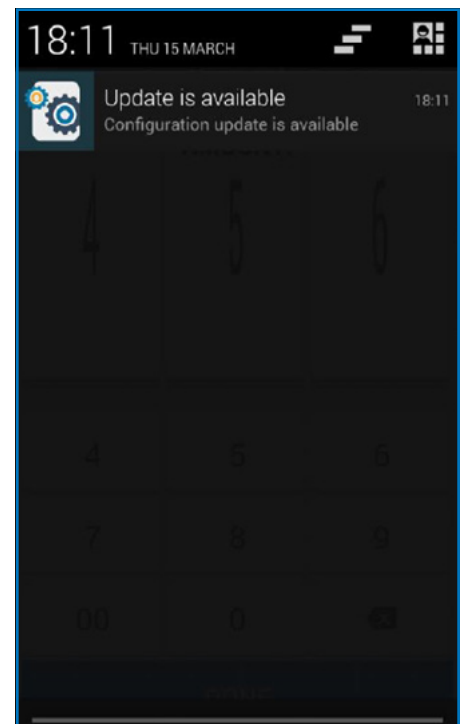 18:11 THU 15 MARCH
Update is available 18:11
Configuration update is available
4 5 6
4 5 6
7 8 9
00 0